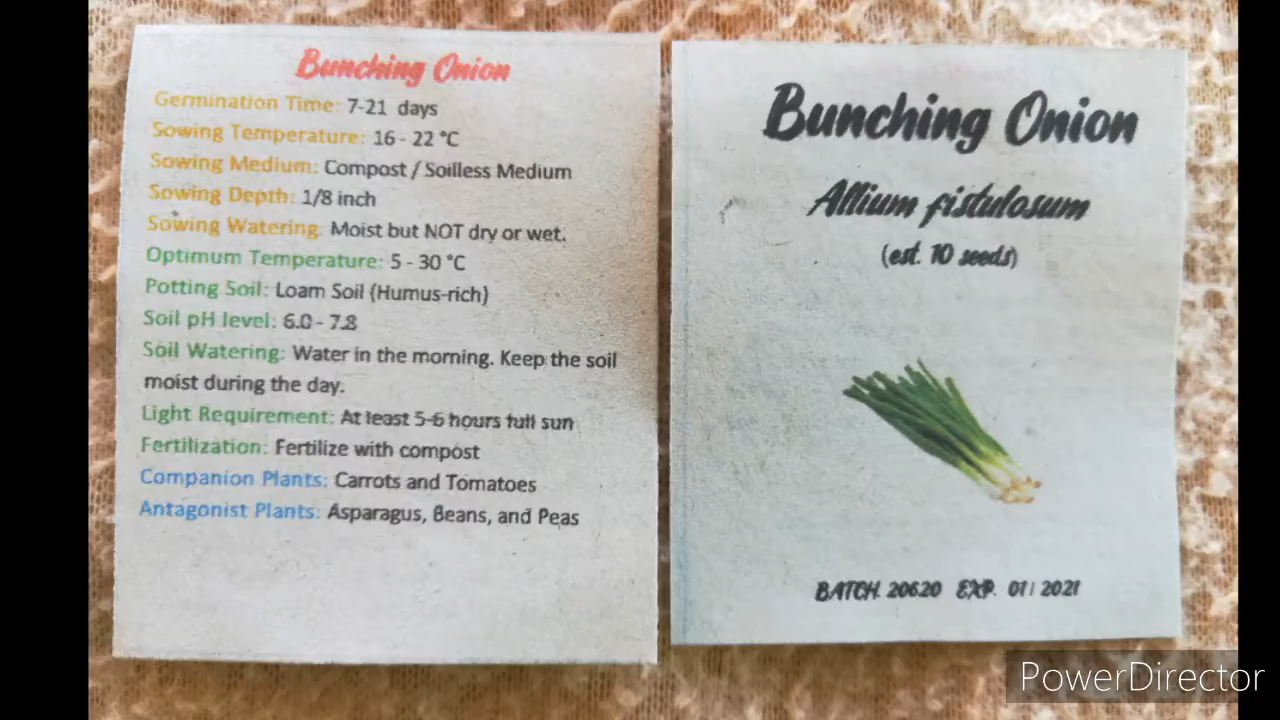 Bunching Onion
Germination Time: 7-21 days
Sowing Temperature: 16 - 22 °C
Sowing Medium: Compost / Soilless Medium
Sowing Depth: 1/8 inch
Sowing Watering: Moist but NOT dry or wet.
Optimum Temperature: 5 - 30 °C
Potting Soil: Loam Soil (Humus-rich)
Soil pH level: 6.0 - 7.8
Soil Watering: Water in the morning. Keep the soil
moist during the day.
Light Requirement: At least 5-6 hours full sun
Fertilization: Fertilize with compost
Companion Plants: Carrots and Tomatoes
Antagonist Plants: Asparagus, Beans, and Peas
Bunching Onion
Allium fistulosum
(est. 10 seeds)
BATCH. 20620 EXP. 01 | 2021
PowerDirector